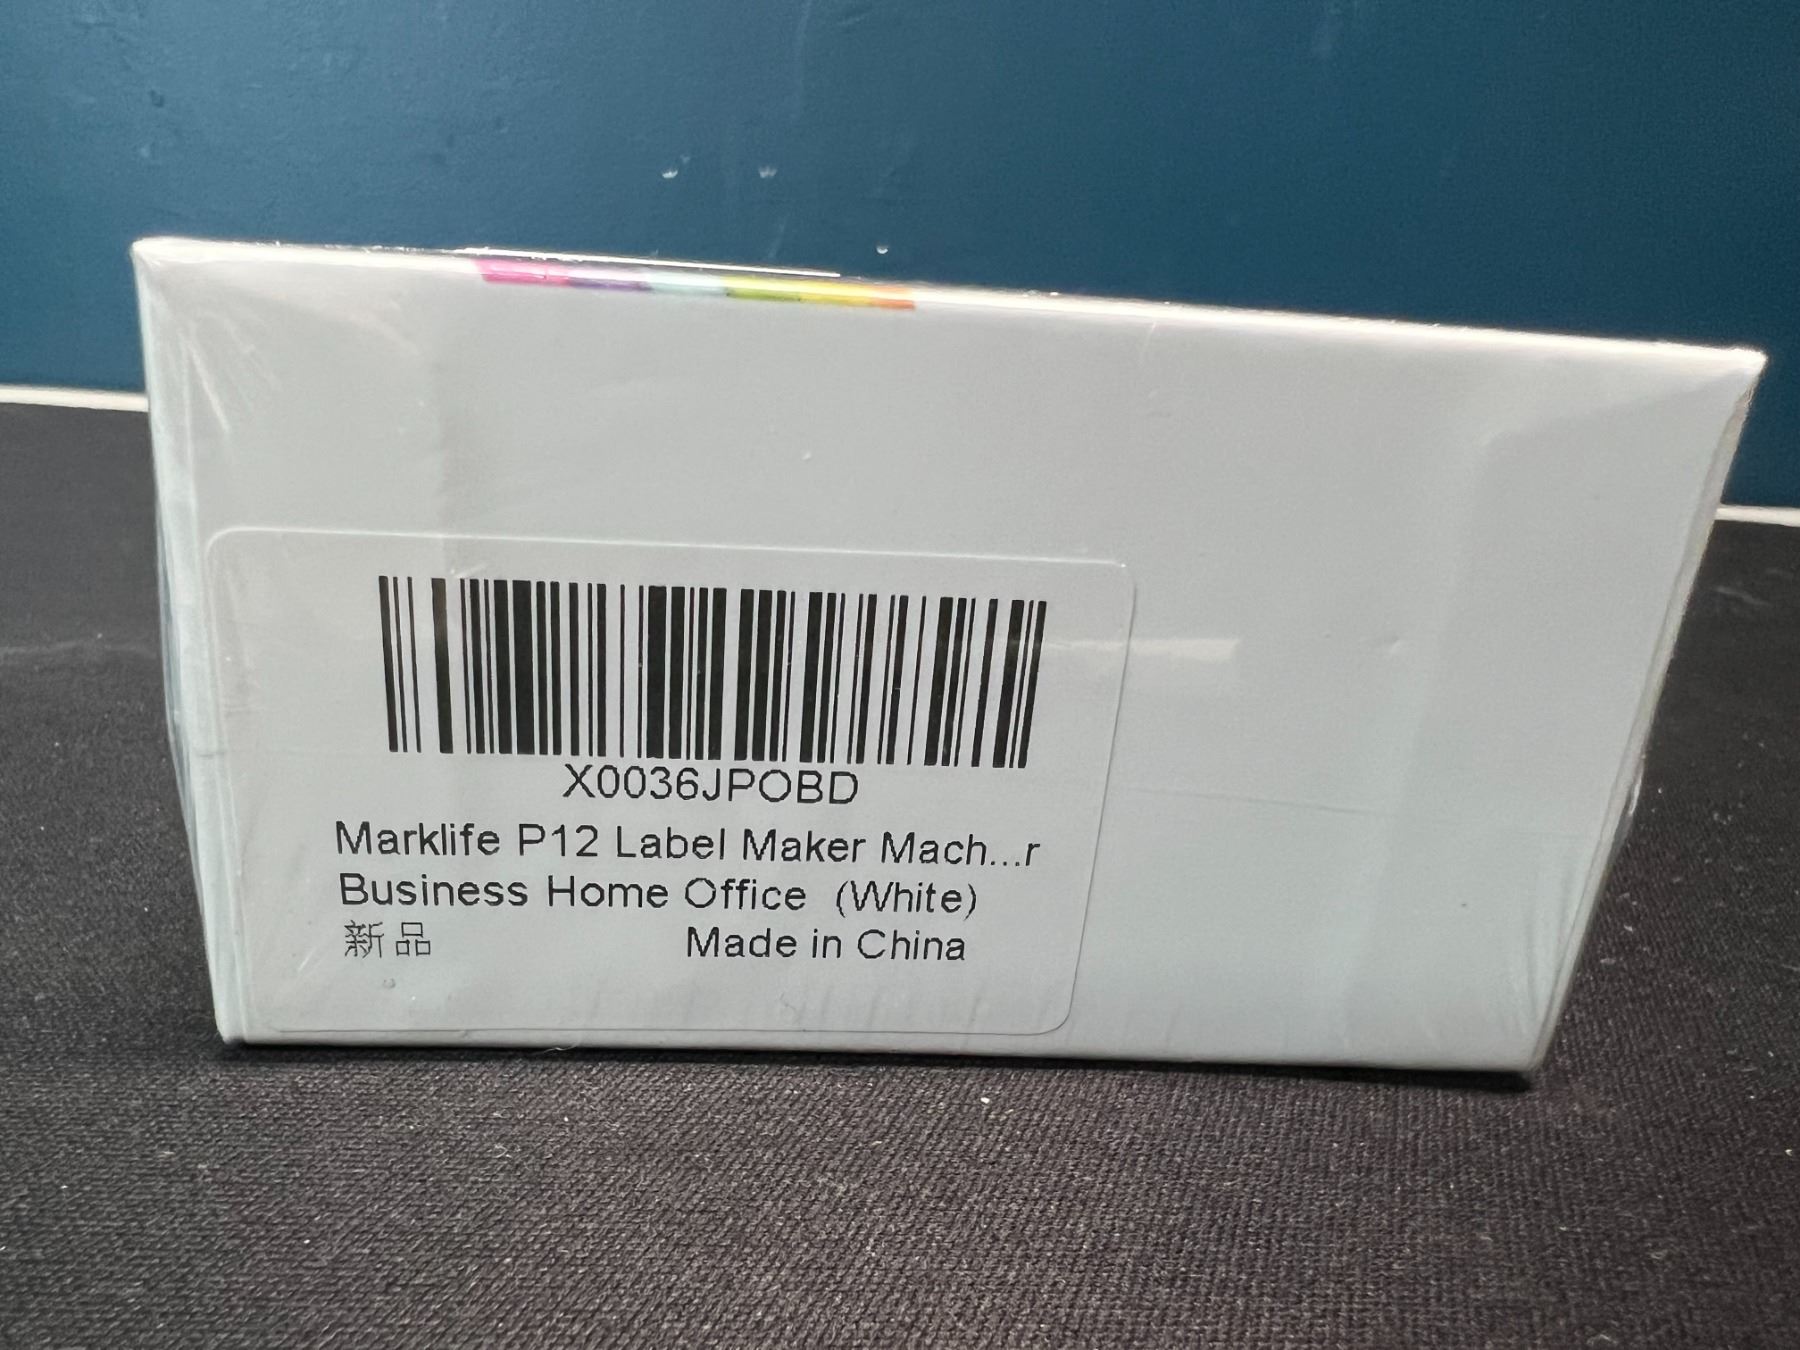 X0036JPOBD
Marklife P12 Label Maker Mach...r
Business Home Office (White)
新品 Made in China